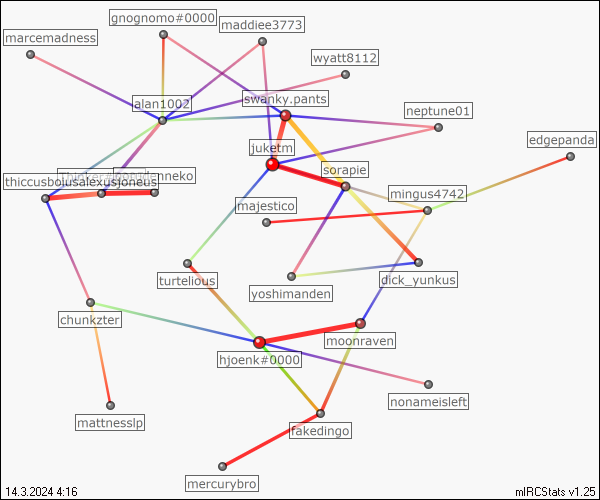 gnognomo#0000
maddiee3773
marcemadness
wyatt8112
alan1002
swanky.pants
neptune01
edgepanda
juketm
sorapie
thiccusbolusalexusjoneus
mingus4742
majestico
turtelious
yoshimanden
dick_yunkus
chunkzter
moonraven
hjoenk#0000
nonameisleft
mattnesslp
fakedingo
mercurybro
14.3.2024 4:16
mIRCStats v1.25